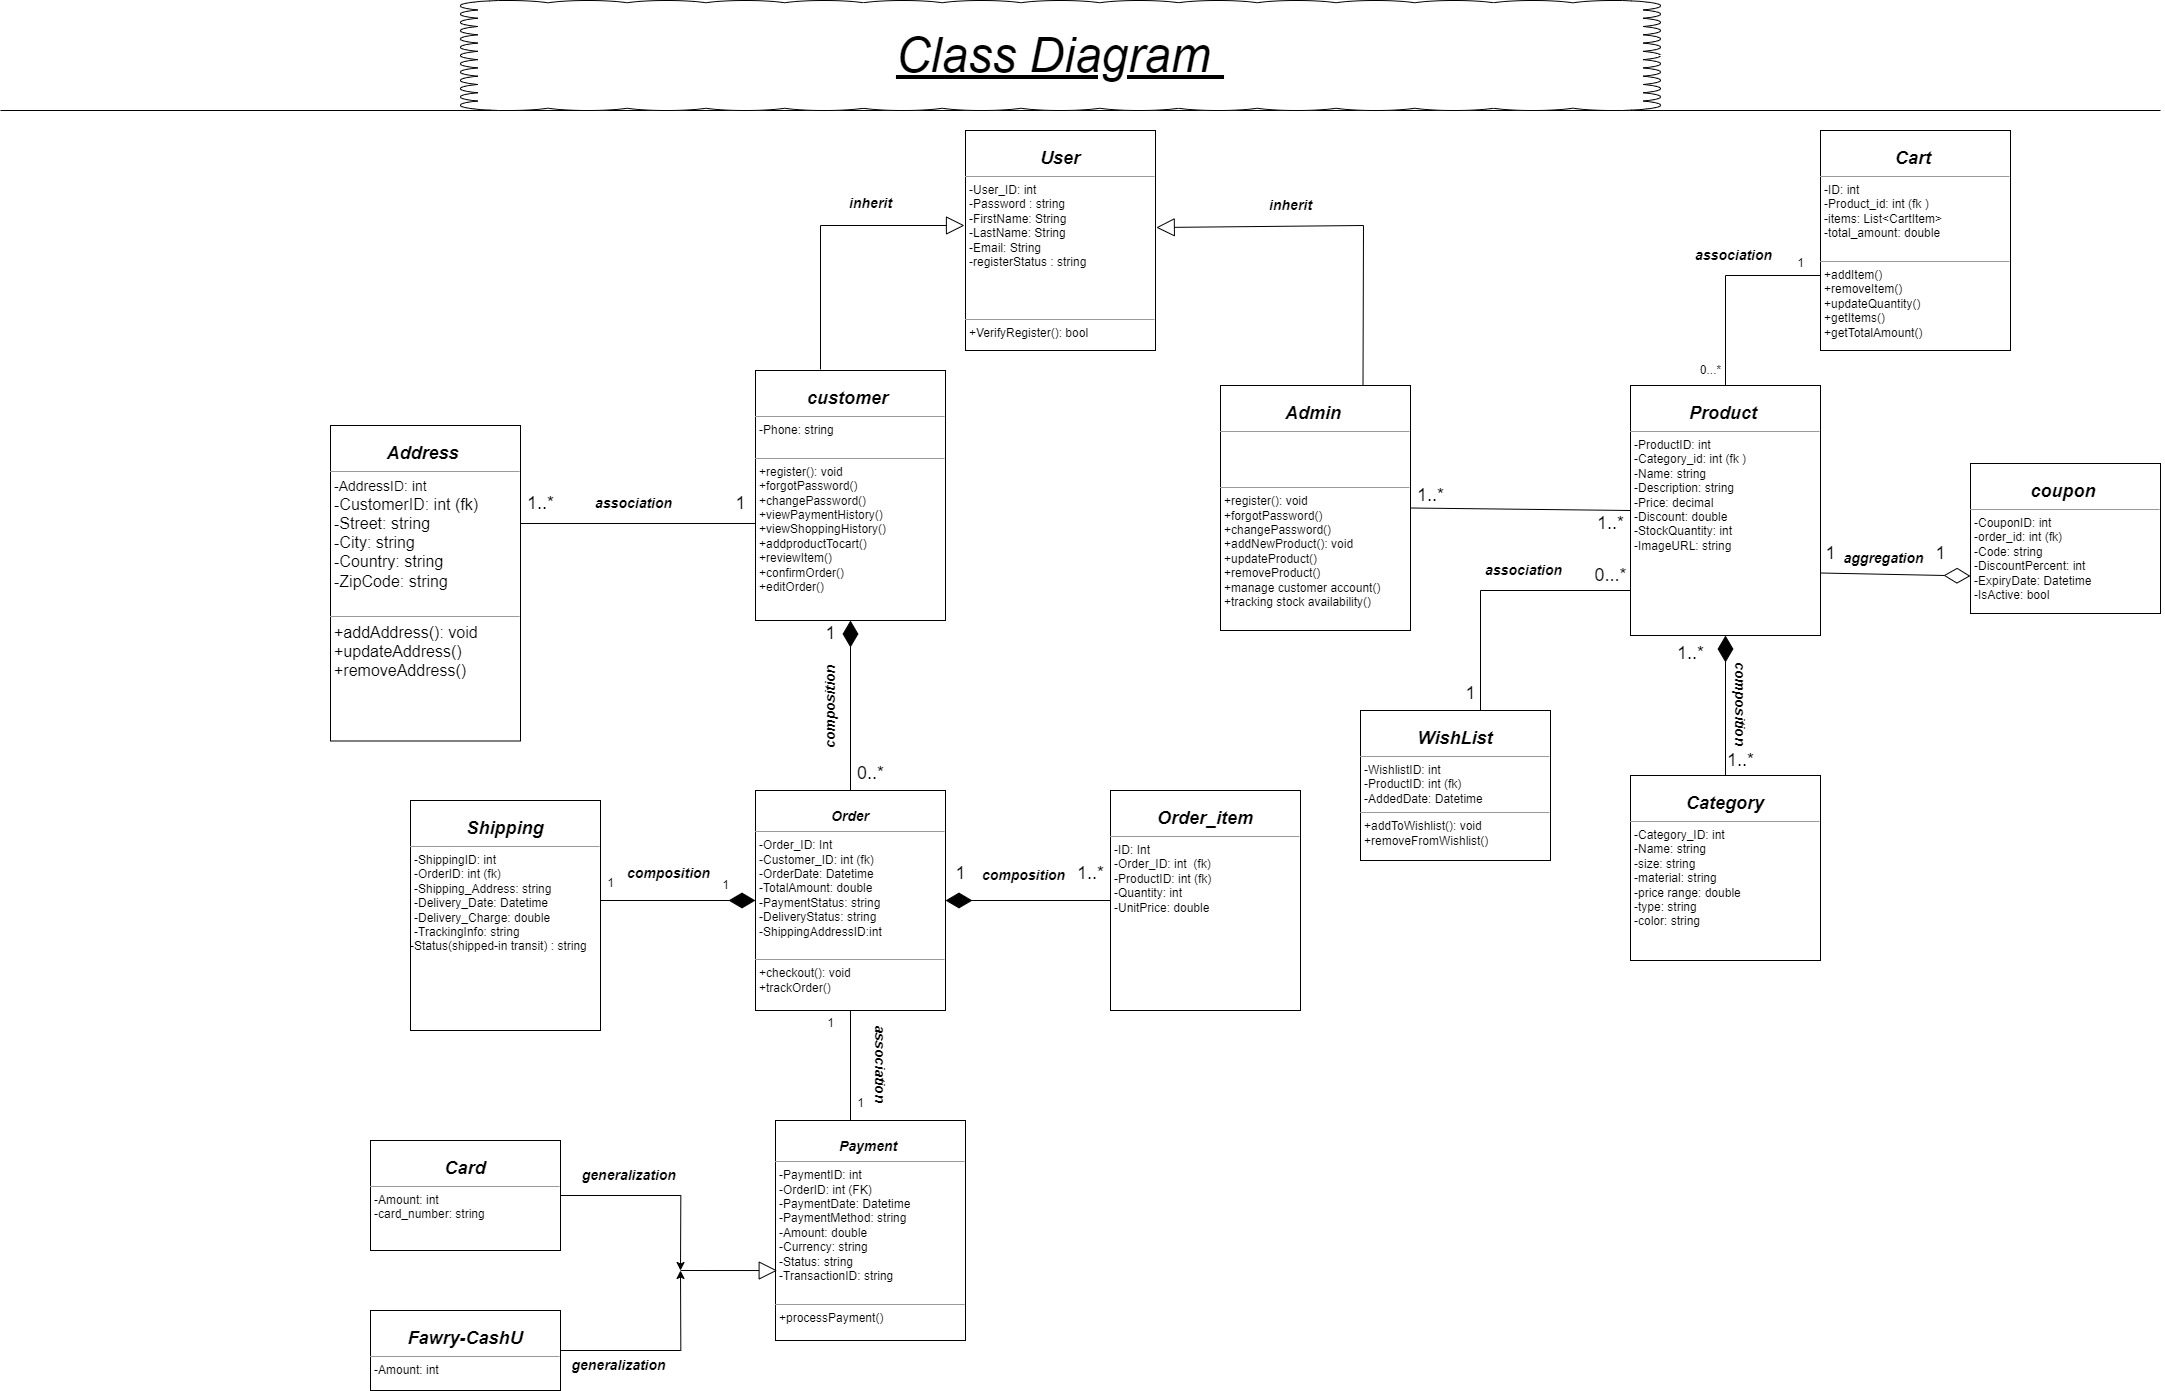 Class Diagram
User
-User_ID: int
-Password : string
-FirstName: String
-LastName: String
-Email: String
-registerStatus : string
+VerifyRegister(): bool
inherit
inherit
Cart
-ID: int
-Product_id: int (fk )
-items: List<CartItem>
-total_amount: double
+addItem()
+removeItem()
+updateQuantity()
+getItems()
+getTotalAmount()
association
1
0...*
customer
-Phone: string
+register(): void
+forgotPassword()
+changePassword()
+viewPaymentHistory()
+viewShoppingHistory()
+addproductTocart()
+reviewItem()
+confirmOrder()
+editOrder()
Address
-AddressID: int
-CustomerID: int (fk)
-Street: string
-City: string
-Country: string
-ZipCode: string
+addAddress(): void
+updateAddress()
+removeAddress()
1..*
association
1
Admin
+register(): void
+forgotPassword()
+changePassword()
+addNewProduct(): void
+updateProduct()
+removeProduct()
+manage customer account()
+tracking stock availability()
1..*
1..*
Product
-ProductID: int
-Category_id: int (fk )
-Name: string
-Description: string
-Price: decimal
-Discount: double
-StockQuantity: int
-ImageURL: string
coupon
-CouponID: int
-order_id: int (fk)
-Code: string
-DiscountPercent: int
-ExpiryDate: Datetime
-IsActive: bool
1
aggregation
1
association
0...*
1
1..*
composition
1..*
WishList
-WishlistID: int
-ProductID: int (fk)
-AddedDate: Datetime
+addToWishlist(): void
+removeFromWishlist()
Category
-Category_ID: int
-Name: string
-size: string
-material: string
-price range: double
-type: string
-color: string
1
composition
0..*
Shipping
-ShippingID: int
-OrderID: int (fk)
-Shipping_Address: string
-Delivery_Date: Datetime
-Delivery_Charge: double
-TrackingInfo: string
-Status(shipped-in transit) : string
1
composition
1
Order
-Order_ID: Int
-Customer_ID: int (fk)
-OrderDate: Datetime
-TotalAmount: double
-PaymentStatus: string
-DeliveryStatus: string
-ShippingAddressID:int
+checkout(): void
+trackOrder()
1
composition
1..*
Order_item
-ID: Int
-Order_ID: int  (fk)
-ProductID: int (fk)
-Quantity: int
-UnitPrice: double
1
association
1
Payment
-PaymentID: int
-OrderID: int (FK)
-PaymentDate: Datetime
-PaymentMethod: string
-Amount: double
-Currency: string
-Status: string
-TransactionID: string
+processPayment()
Card
-Amount: int
-card_number: string
generalization
Fawry-CashU
-Amount: int
generalization